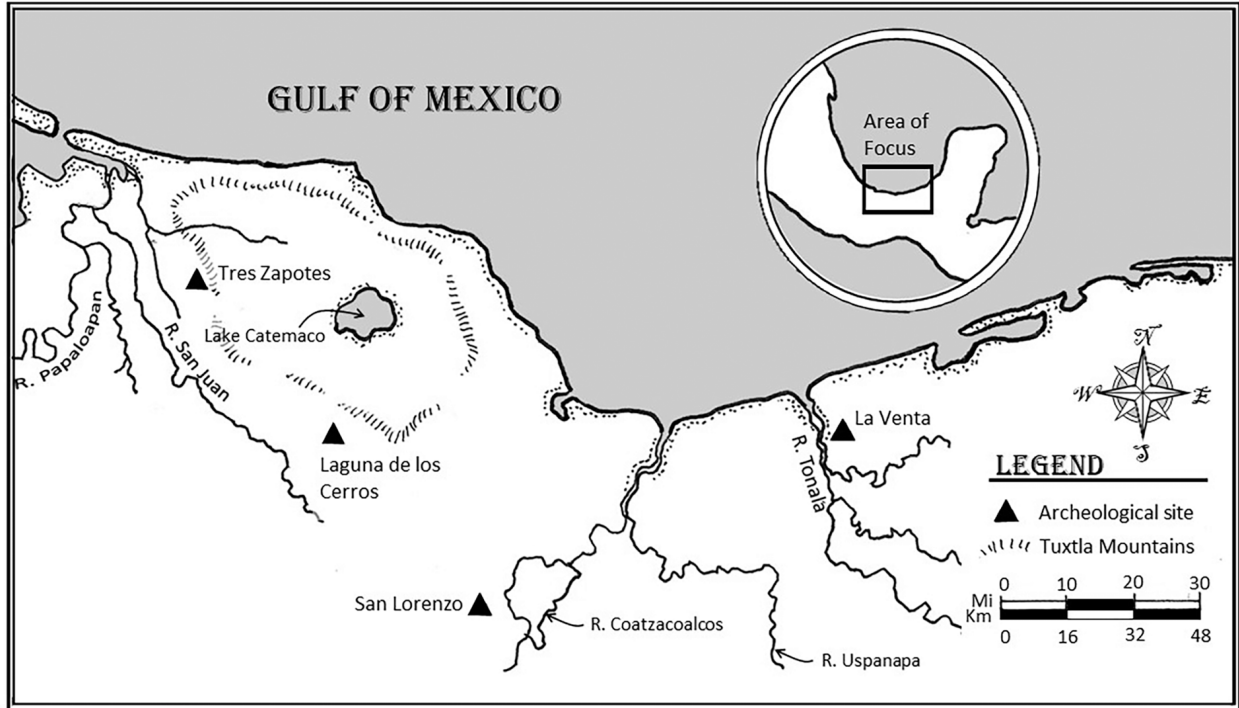 GULF OF MEXICO
Area of
Focus
Tres Zapotes
Lake Catemaco
R. Papaloapan
R. San Juan
Laguna de los
Cerros
La Venta
R. Tonala
San Lorenzo
R. Coatzacoalcos
R. Uspanapa
N
W
E
S
LEGEND
Archeological site
Tuxtla Mountains
0 10 20 30
Mi
Km
0 16 32 48